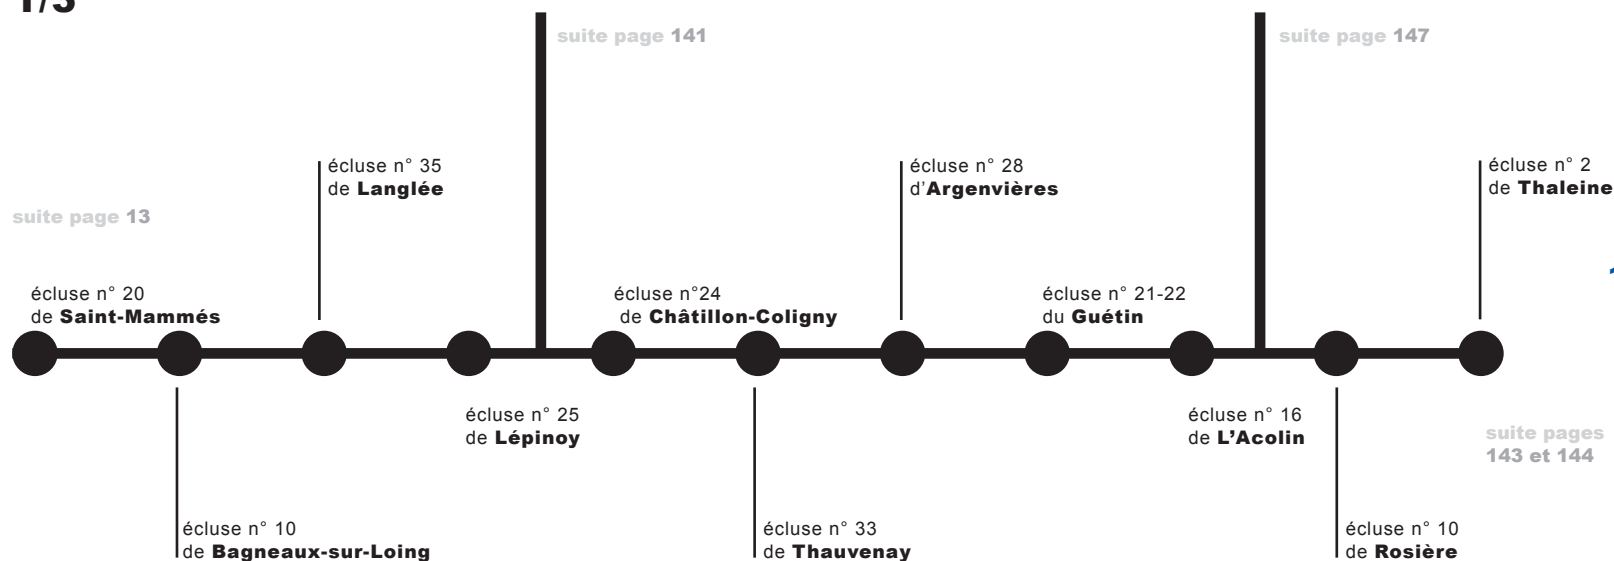 1/3
suite page 141
suite page 147
écluse n° 35
de Langlée
écluse n° 28
d’Argenvières
écluse n° 2
de Thaleine
suite page 13
écluse n° 20
de Saint-Mammés
écluse n°24
de Châtillon-Coligny
écluse n° 21-22
du Guétin
écluse n° 25
de Lépinoy
écluse n° 16
de L’Acolin
suite pages
143 et 144
écluse n° 10
de Bagneaux-sur-Loing
écluse n° 33
de Thauvenay
écluse n° 10
de Rosière